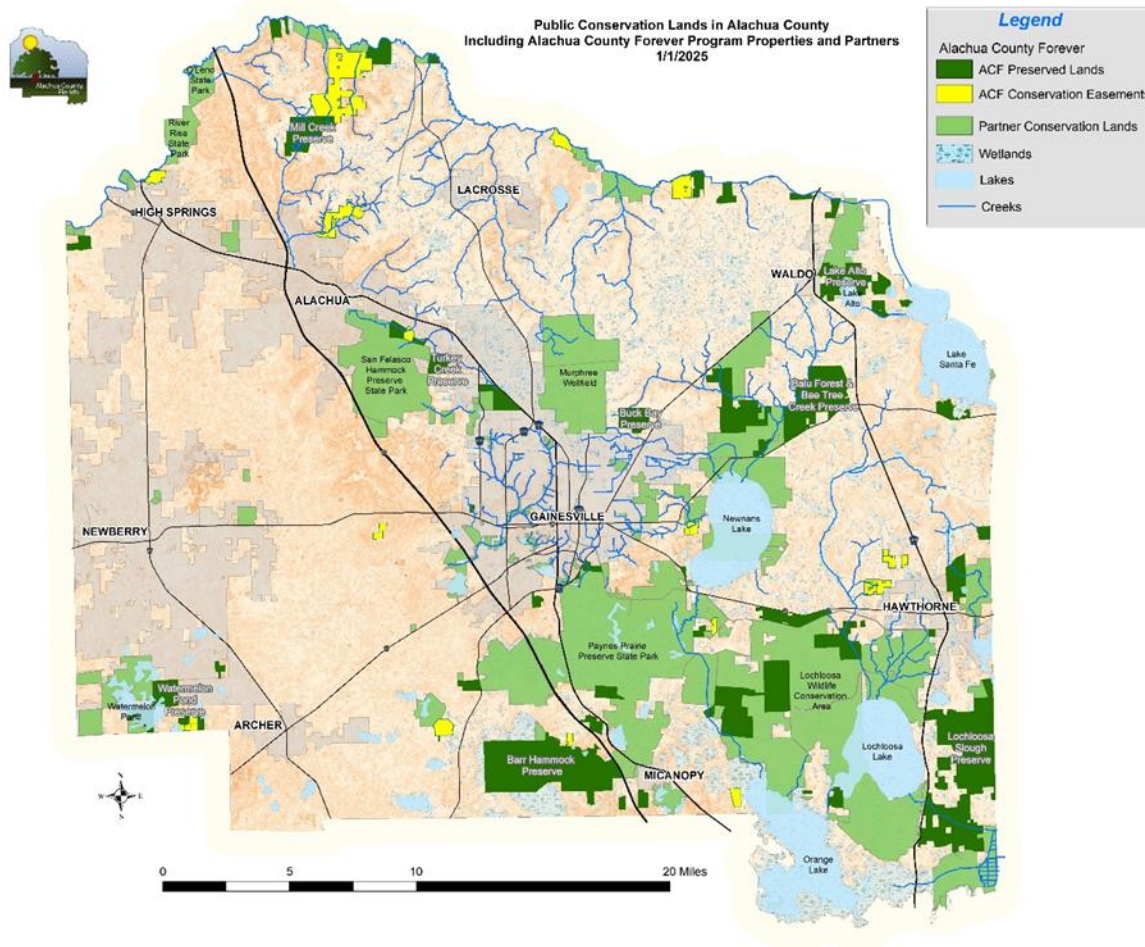 Public Conservation Lands in Alachua County
Including Alachua County Forever Program Properties and Partners
1/1/2025
Legend
Alachua County Forever
ACF Preserved Lands
ACF Conservation Easements
Partner Conservation Lands
Wetlands
Lakes
Creeks
Alachua County
O'Leno
State
Park
River
Rise
State
Park
Mill Creek
Preserve
LACROSSE
HIGH SPRINGS
WALDO
Lake Alto
Preserve
Lake
Alto
ALACHUA
Lake
Santa Fe
San Felasco
Hammock
Preserve
State Park
Turkey
Creek
Preserve
Murphree
Wellfield
Balu Forest &
Bee Tree
Creek Preserve
Buck Bay
Preserve
NEWBERRY
GAINESVILLE
Newnans
Lake
HAWTHORNE
Paynes Prairie
Preserve State Park
Lochloosa
Wildlife
Conservation
Area
Watermelon
Pond
Preserve
Watermelon
Pond
ARCHER
Lochloosa
Slough
Preserve
Lochloosa
Lake
Barr Hammock
Preserve
MICANOPY
N
W
E
S
Orange
Lake
0 5 10 20 Miles